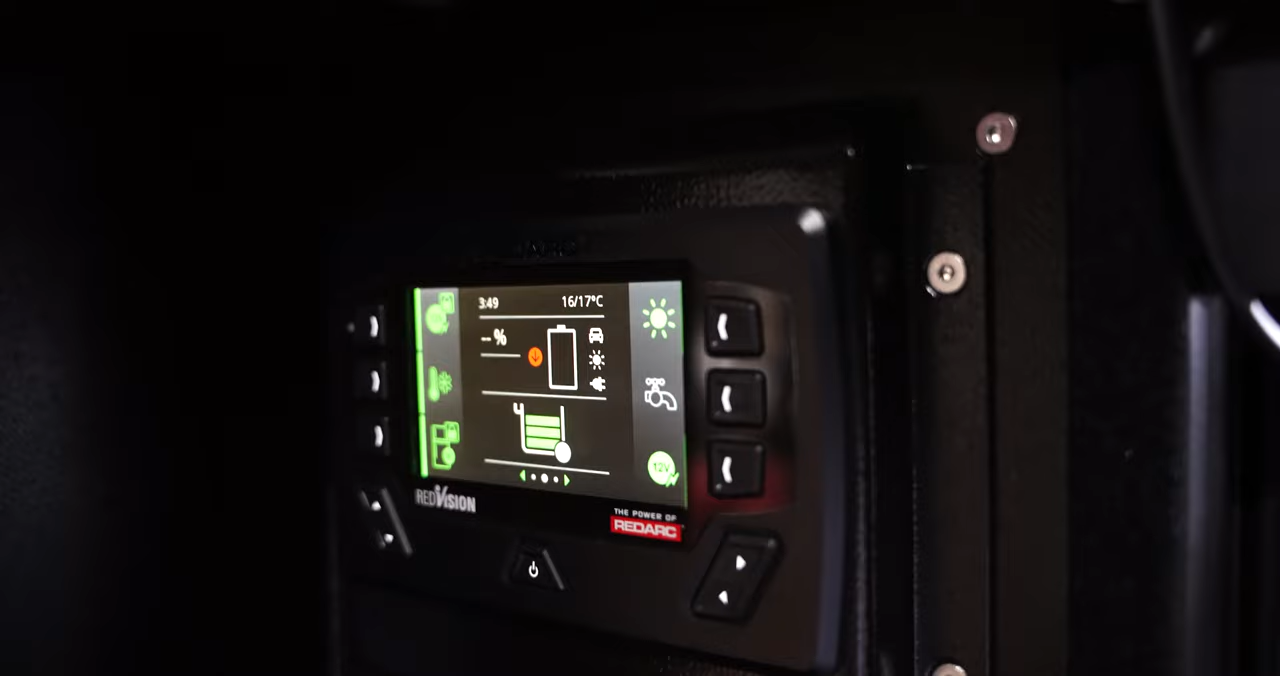 3:49 16/17°C
-- %
12V
REDVISION
THE POWER OF
REDARC